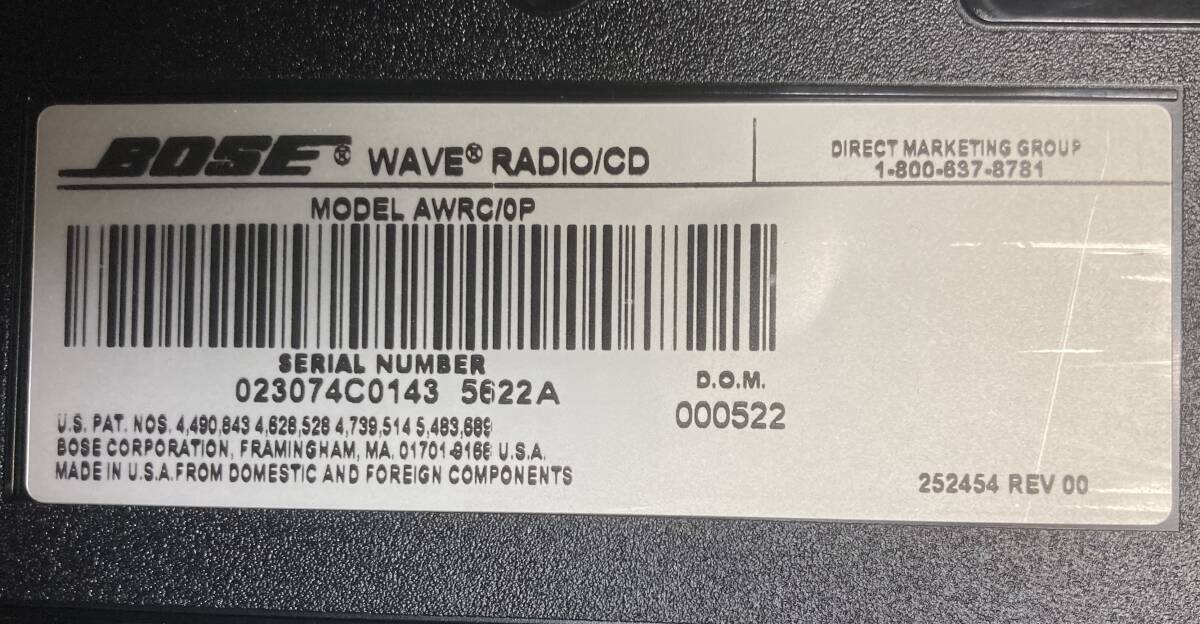 BOSE® WAVE® RADIO/CD
DIRECT MARKETING GROUP
1-800-637-8781
MODEL AWRC/0P
SERIAL NUMBER
023074C0143 5622A
D.O.M.
000522
U.S. PAT. NOS. 4,490,843 4,628,528 4,739,514 5,483,689
BOSE CORPORATION, FRAMINGHAM, MA. 01701-9168 U.S.A.
MADE IN U.S.A.FROM DOMESTIC AND FOREIGN COMPONENTS
252454 REV 00